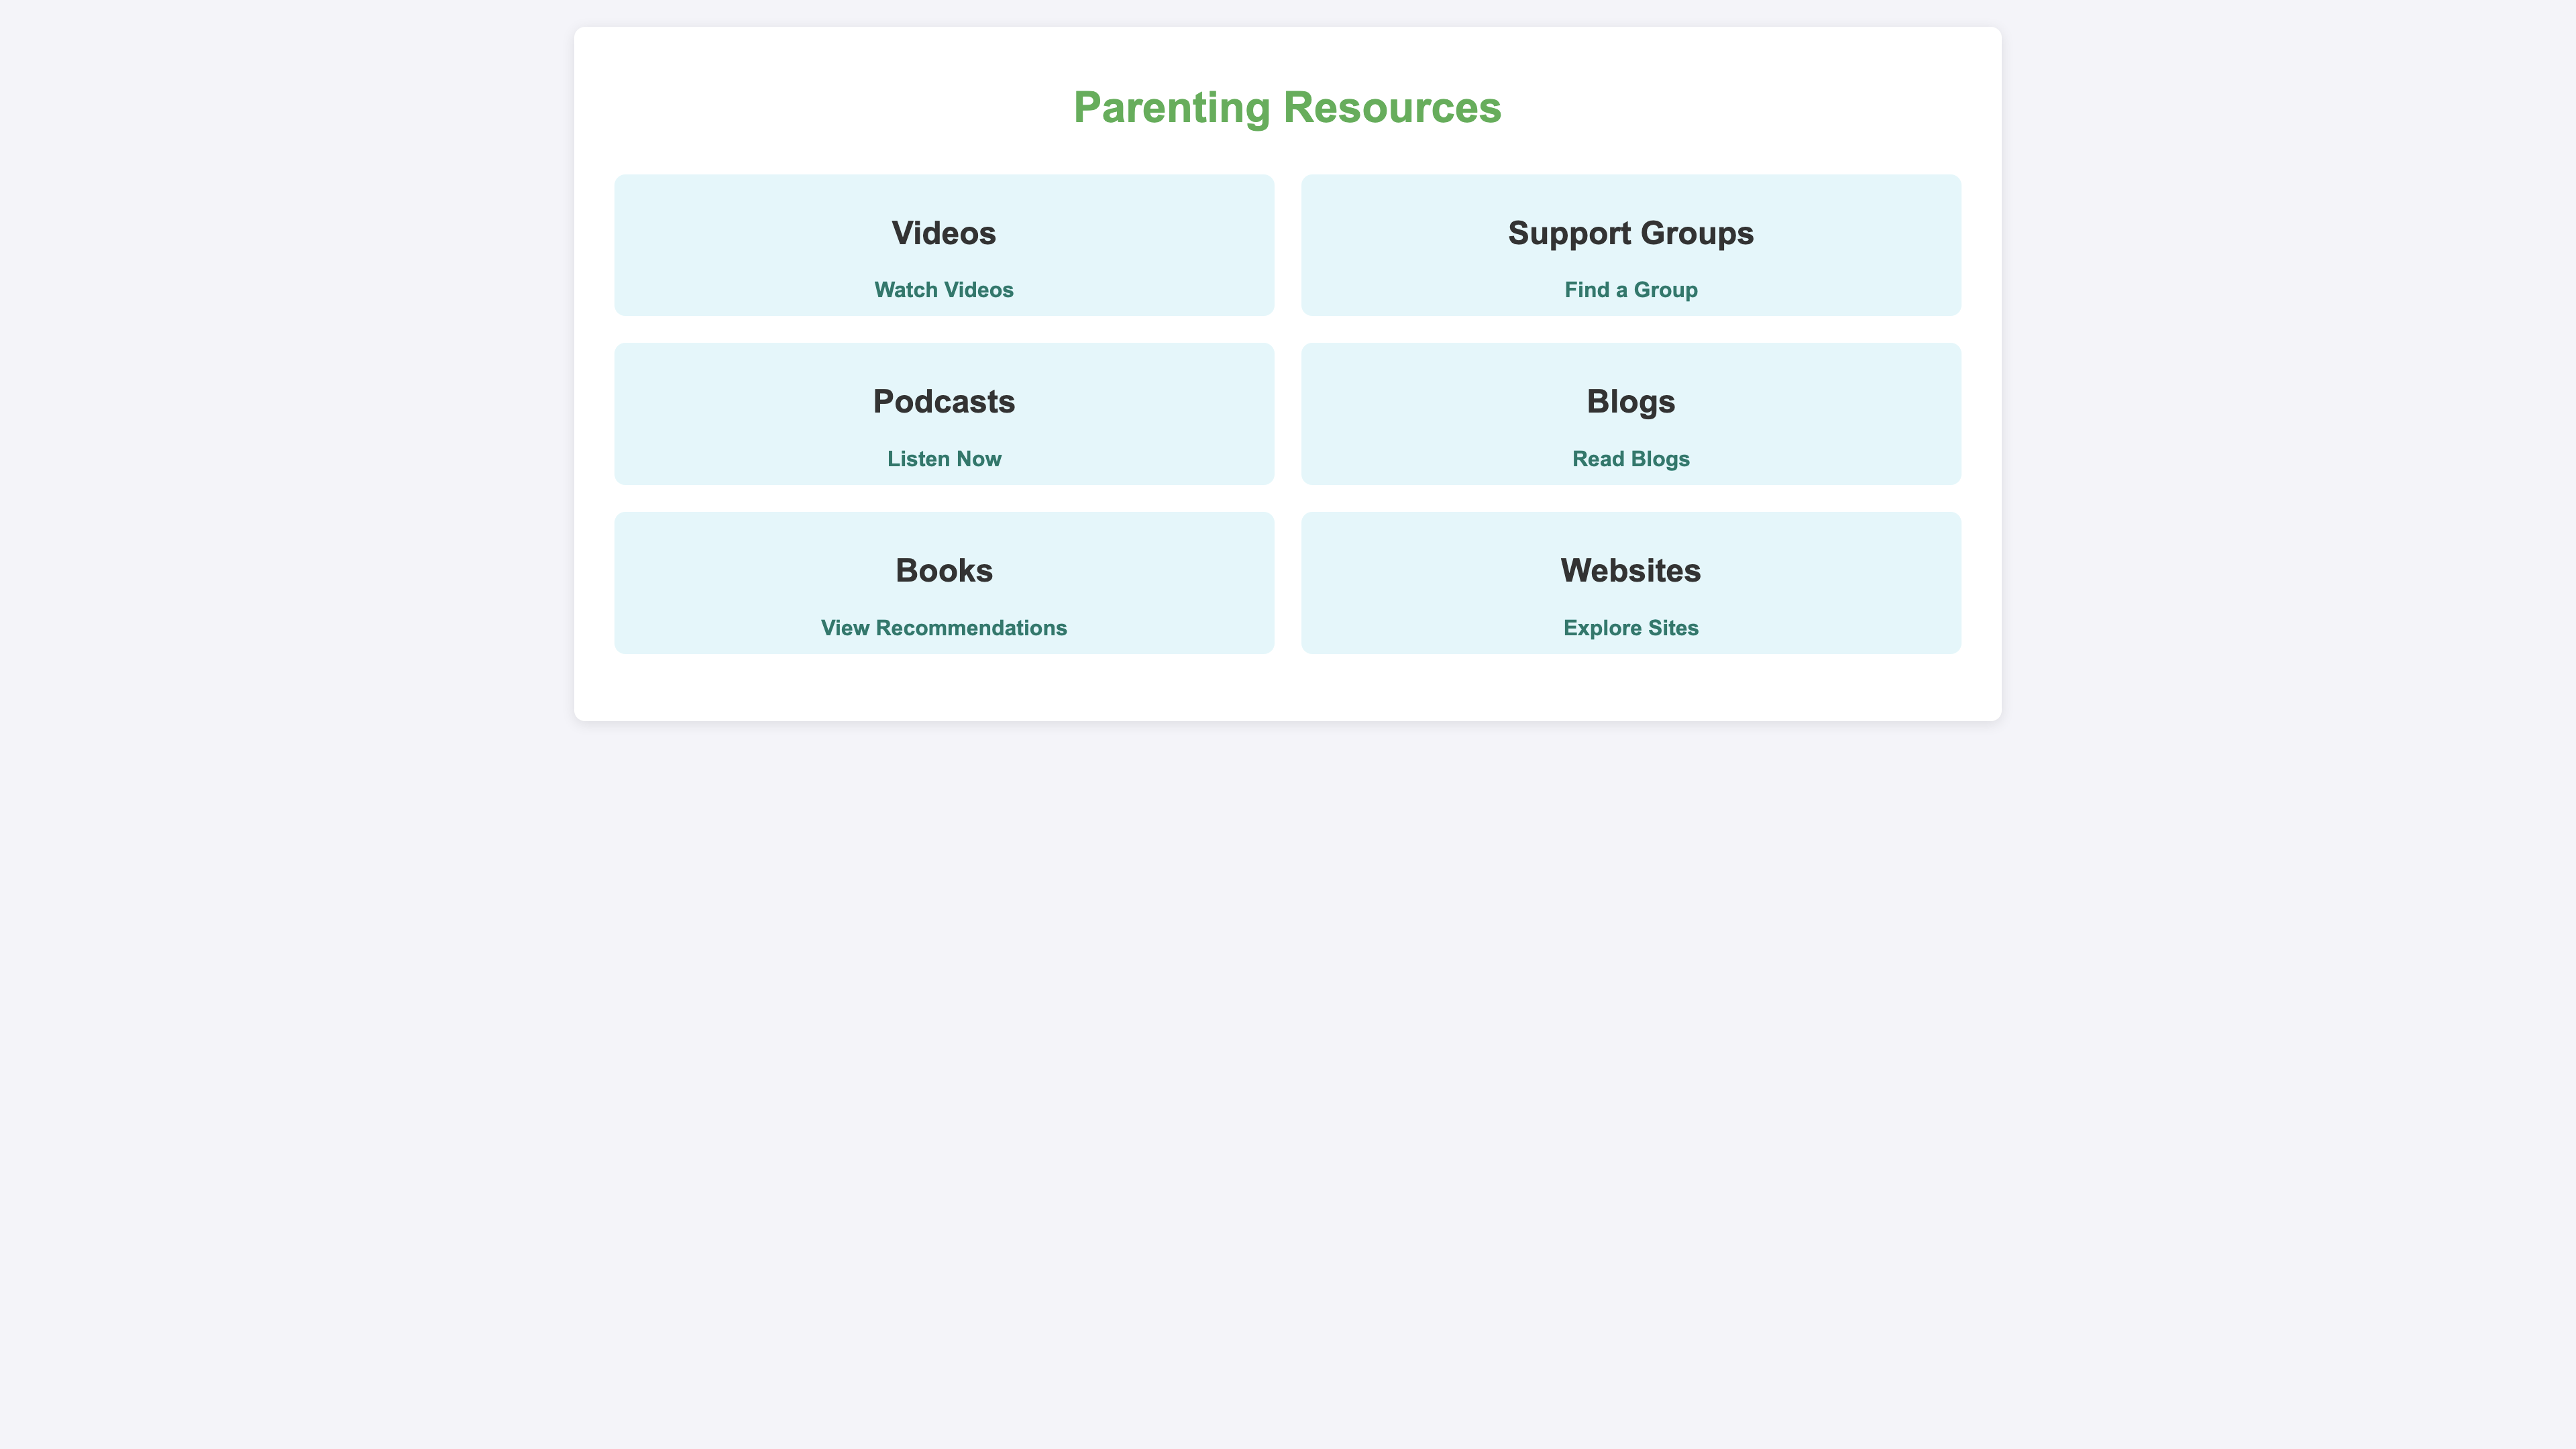 Parenting Resources
Videos
Watch Videos
Support Groups
Find a Group
Podcasts
Listen Now
Blogs
Read Blogs
Books
View Recommendations
Websites
Explore Sites